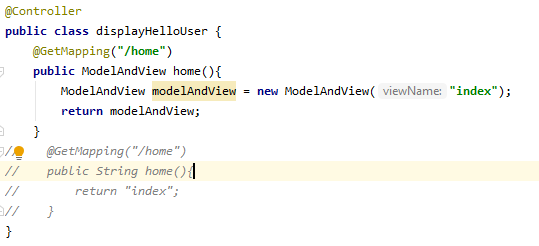 @Controller
public class displayHelloUser {
    @GetMapping("/home")
    public ModelAndView home(){
        ModelAndView modelAndView = new ModelAndView( viewName: "index");
        return modelAndView;
    }
//    @GetMapping("/home")
//    public String home(){
//        return "index";
//    }
}